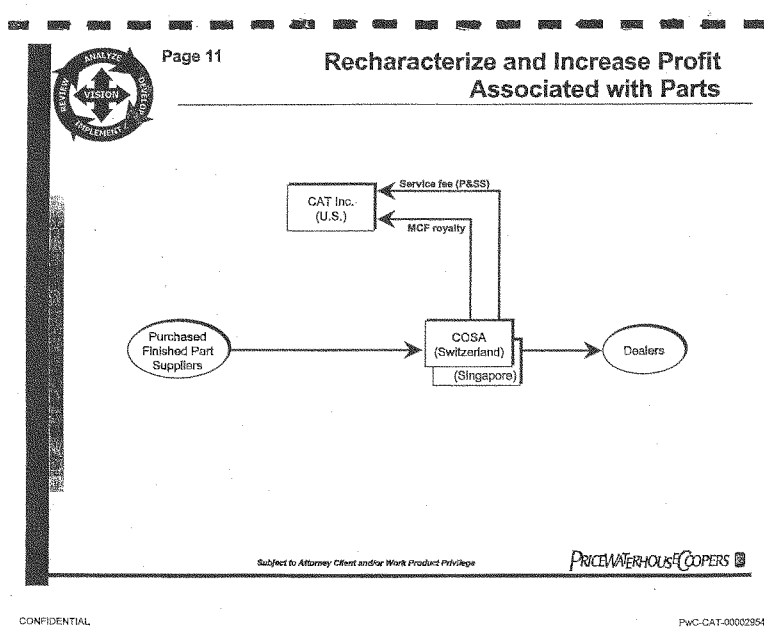 Page 11
Recharacterize and Increase Profit
Associated with Parts
ANALYZE
DEVELOP
IMPLEMENT
REVIEW
VISION
Service fee (P&SS)
CAT Inc.
(U.S.)
MCF royalty
Purchased
Finished Part
Suppliers
COSA
(Switzerland)
(Singapore)
Dealers
Subject to Attorney Client and/or Work Product Privilege
PRICEWATERHOUSECOOPERS
CONFIDENTIAL
PwC-CAT-00002954